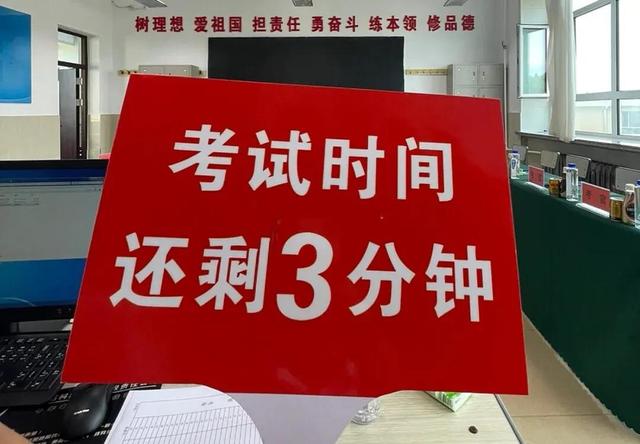 树理想 爱祖国 担责任 勇奋斗 练本领 修品德
考试时间
还剩3分钟